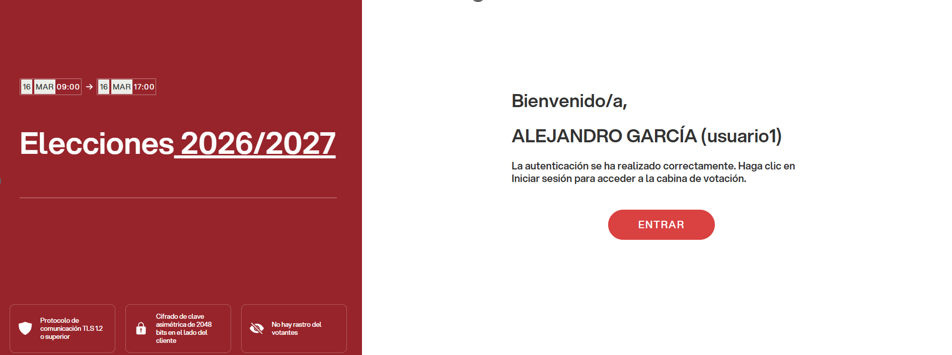 16 MAR 09:00 → 16 MAR 17:00
Elecciones 2026/2027
Protocolo de
comunicación TLS 1.2
o superior
Cifrado de clave
asimétrica de 2048
bits en el lado del
cliente
No hay rastro del
votantes
Bienvenido/a,
ALEJANDRO GARCÍA (usuario1)
La autenticación se ha realizado correctamente. Haga clic en
Iniciar sesión para acceder a la cabina de votación.
ENTRAR